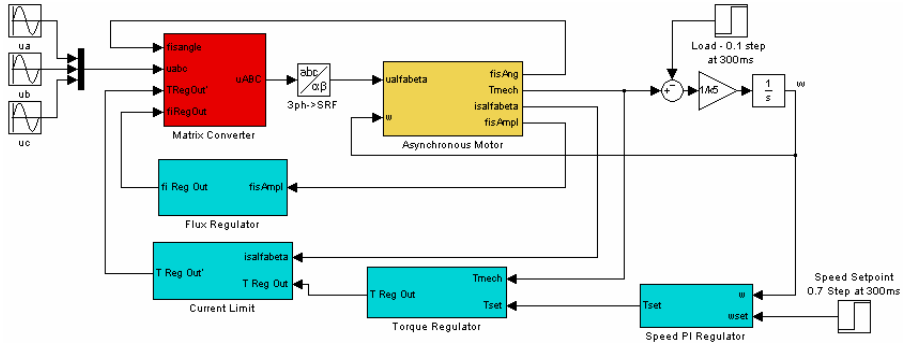 ua
ub
uc
fisangle
uabc
TRegOut'
fiRegOut
uABC
Matrix Converter
abc
αβ
3ph->SRF
ualfabeta
w
fisAng
Tmech
isalfabeta
fisAmpl
Asynchronous Motor
Load - 0.1 step
at 300ms
+
−
1/k5
1
s
w
fi Reg Out
fisAmpl
Flux Regulator
isalfabeta
T Reg Out'
T Reg Out
Current Limit
Tmech
T Reg Out
Tset
Torque Regulator
Speed Setpoint
0.7 Step at 300ms
w
Tset
wset
Speed PI Regulator